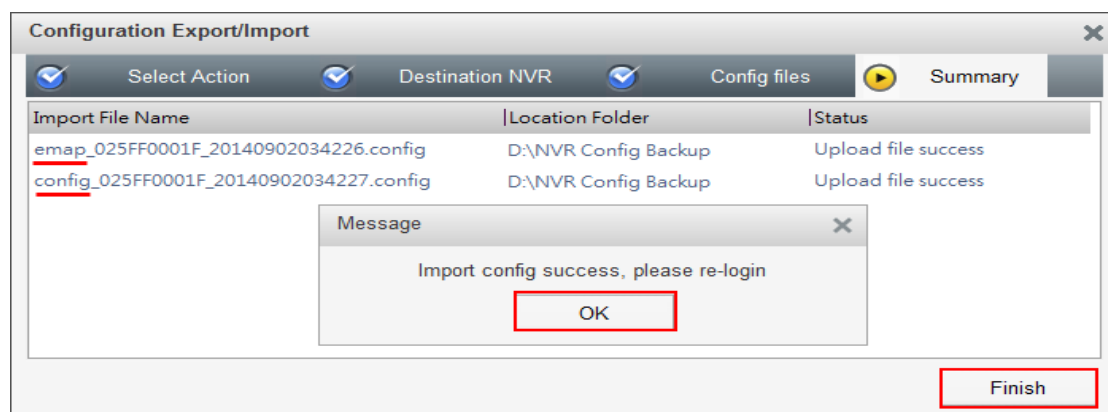 Configuration Export/Import
Select Action Destination NVR Config files Summary
Import File Name Location Folder Status
emap_025FF0001F_20140902034226.config D:\NVR Config Backup Upload file success
config_025FF0001F_20140902034227.config D:\NVR Config Backup Upload file success
Message
Import config success, please re-login
OK
Finish